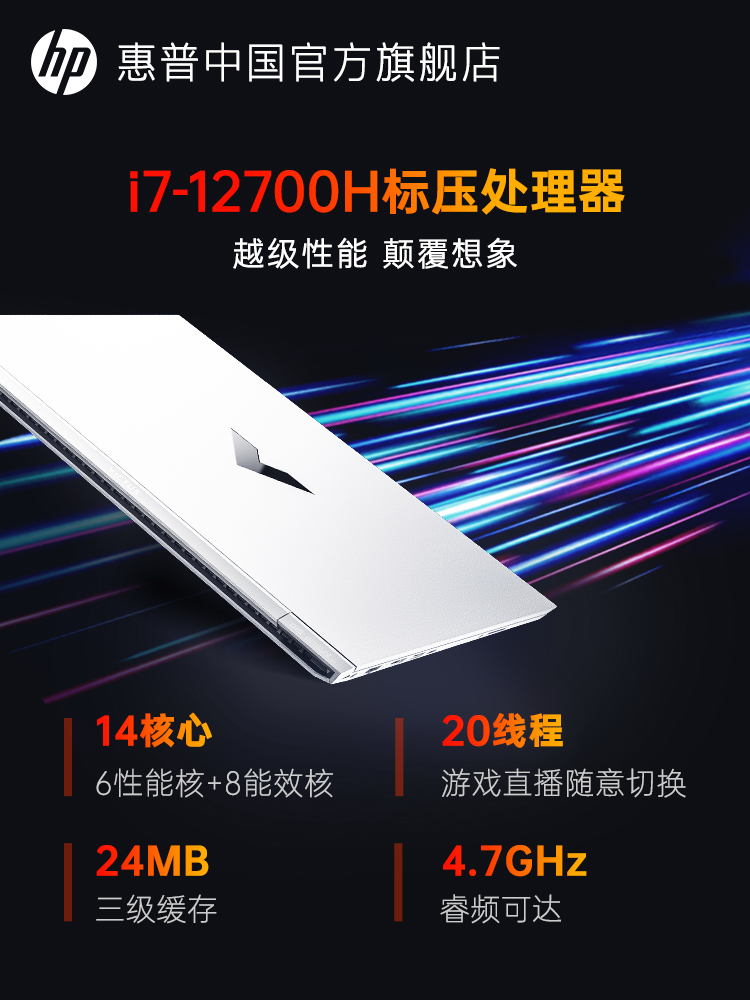 hp 惠普中国官方旗舰店
i7-12700H标压处理器
越级性能 颠覆想象
14核心
6性能核+8能效核
20线程
游戏直播随意切换
24MB
三级缓存
4.7GHz
睿频可达